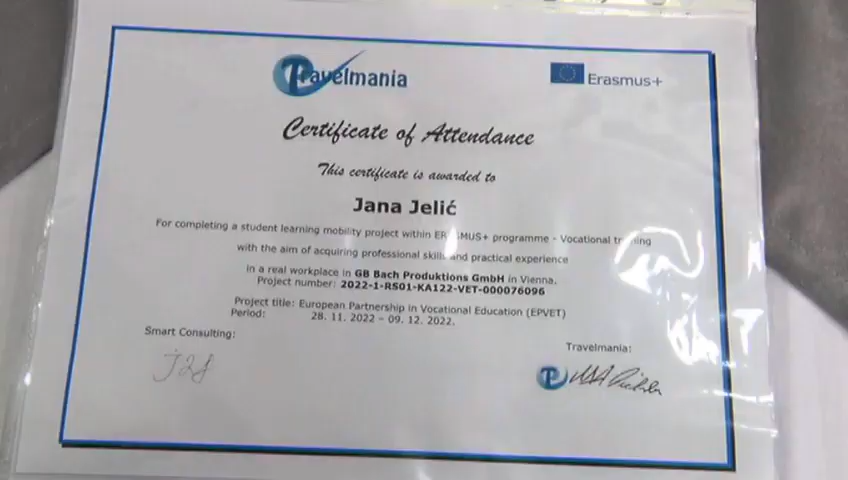 Travelmania
Erasmus+
Certificate of Attendance
This certificate is awarded to
Jana Jelić
For completing a student learning mobility project within ERASMUS+ programme - Vocational training
with the aim of acquiring professional skills and practical experience
in a real workplace in GB Bach Produktions GmbH in Vienna.
Project number: 2022-1-RS01-KA122-VET-000076096
Project title: European Partnership in Vocational Education (EPVET)
Period: 28. 11. 2022 – 09. 12. 2022.
Smart Consulting:
Travelmania: